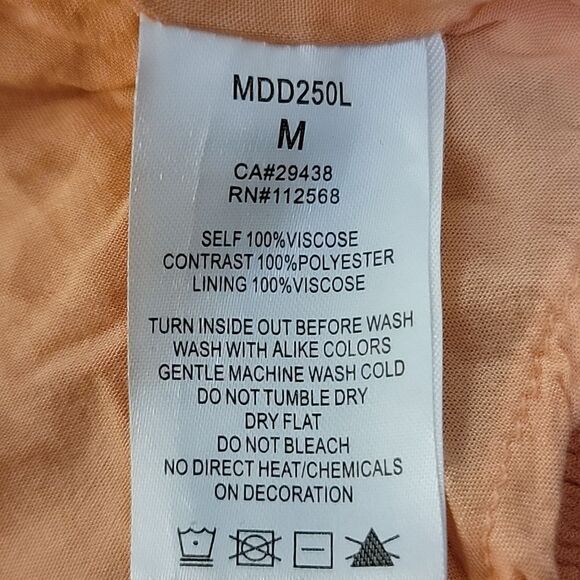 MDD250L
M
CA#29438
RN#112568
SELF 100%VISCOSE
CONTRAST 100%POLYESTER
LINING 100%VISCOSE
TURN INSIDE OUT BEFORE WASH
WASH WITH ALIKE COLORS
GENTLE MACHINE WASH COLD
DO NOT TUMBLE DRY
DRY FLAT
DO NOT BLEACH
NO DIRECT HEAT/CHEMICALS
ON DECORATION